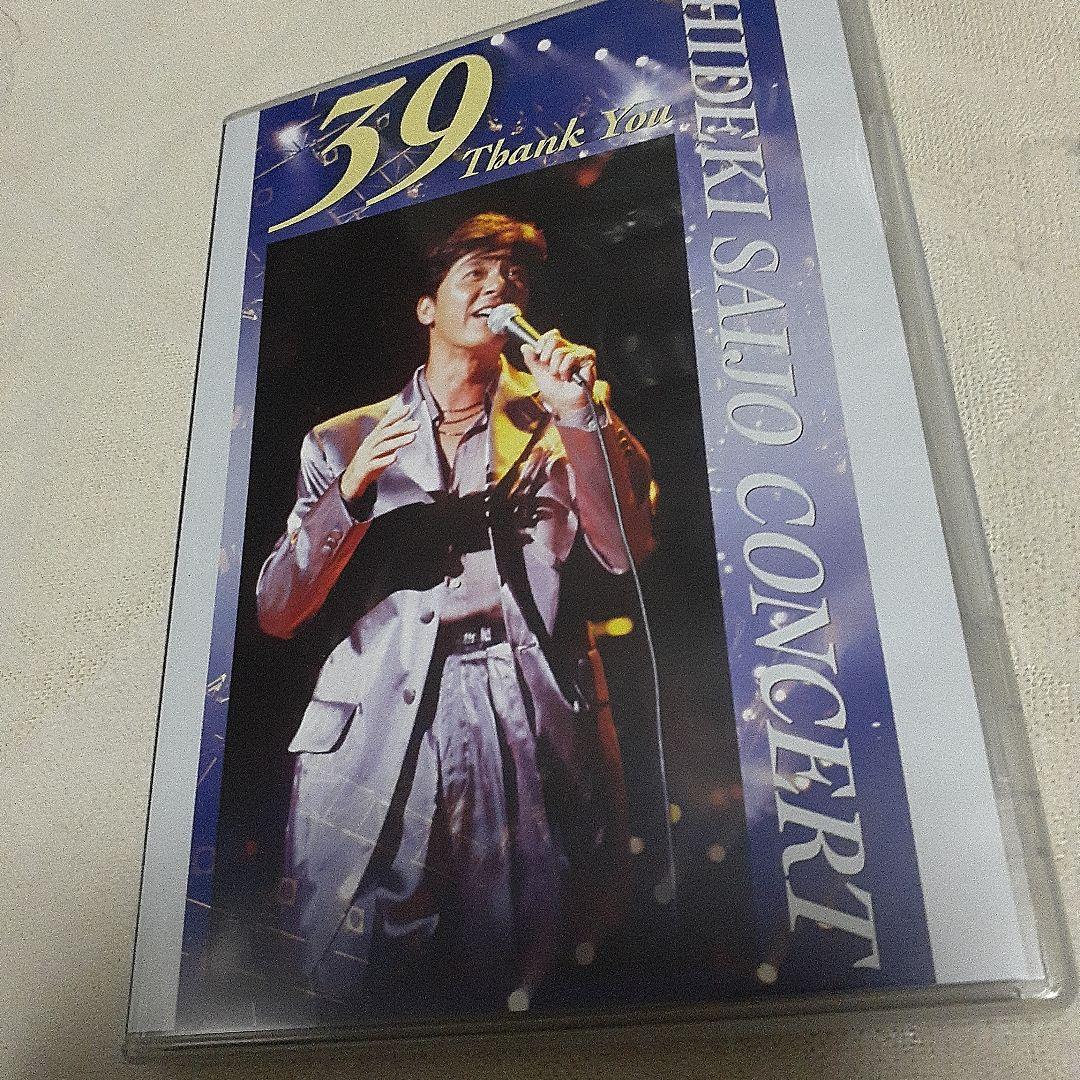 39
Thank You
HIDEKI SAIJO CONCERT